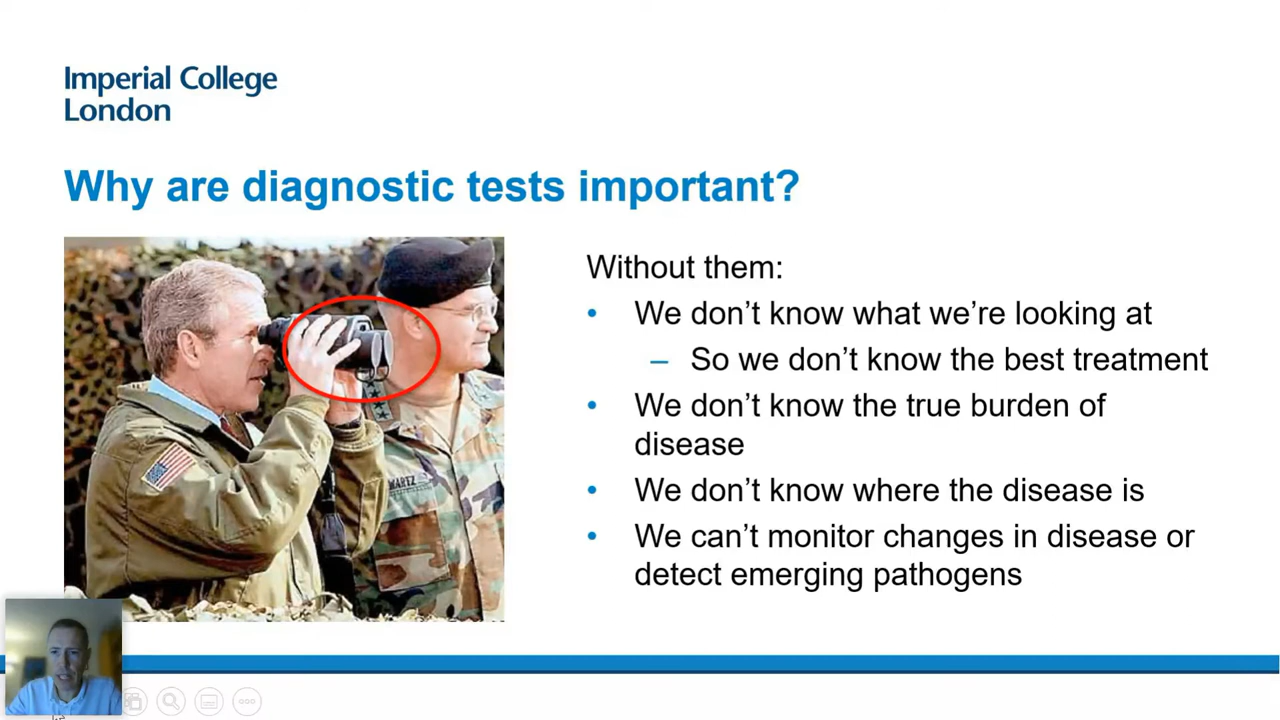 Imperial College
London
Why are diagnostic tests important?
Without them:
• We don't know what we're looking at
– So we don't know the best treatment
• We don't know the true burden of
disease
• We don't know where the disease is
• We can't monitor changes in disease or
detect emerging pathogens